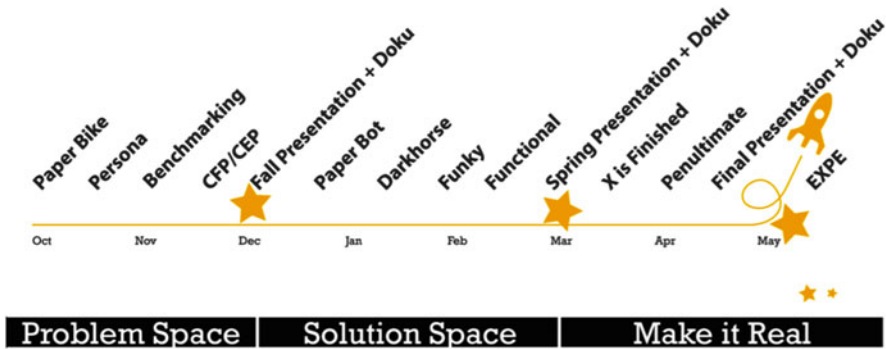 Paper Bike
Persona
Benchmarking
CFP/CEP
Fall Presentation + Doku
Paper Bot
Darkhorse
Funky
Functional
Spring Presentation + Doku
X is Finished
Penultimate
Final Presentation + Doku
EXPE
Oct
Nov
Dec
Jan
Feb
Mar
Apr
May
Problem Space
Solution Space
Make it Real